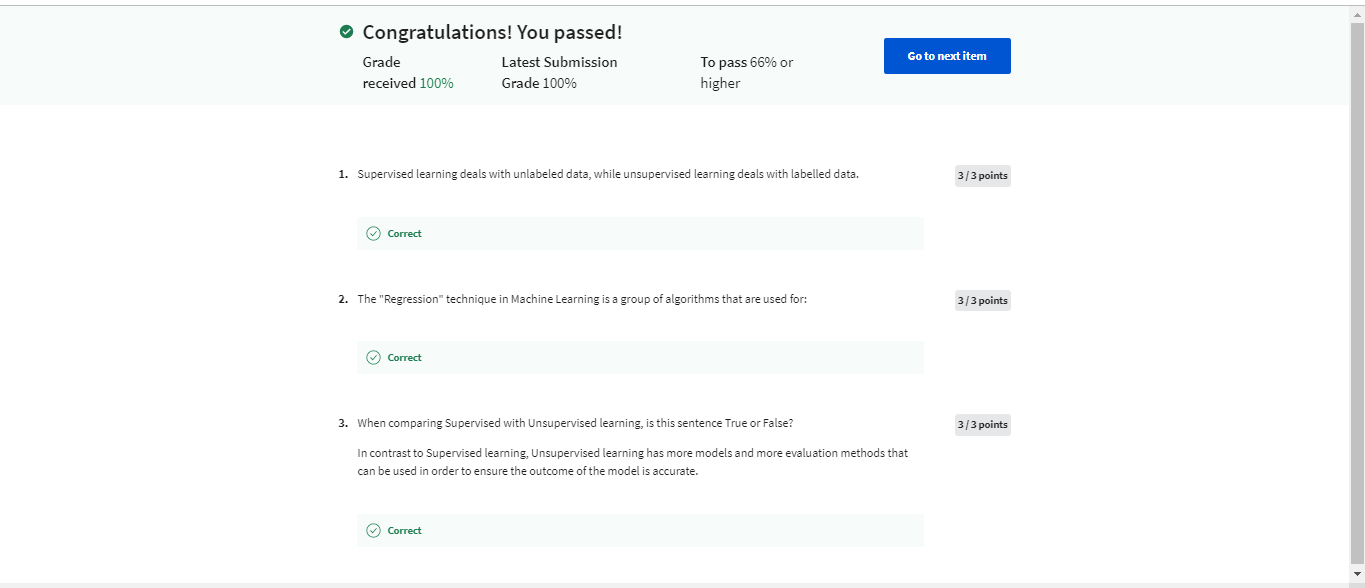 Congratulations! You passed!
Grade received 100%
Latest Submission Grade 100%
To pass 66% or higher
Go to next item
1. Supervised learning deals with unlabeled data, while unsupervised learning deals with labelled data.
3 / 3 points
Correct
2. The "Regression" technique in Machine Learning is a group of algorithms that are used for:
3 / 3 points
Correct
3. When comparing Supervised with Unsupervised learning, is this sentence True or False?
3 / 3 points
In contrast to Supervised learning, Unsupervised learning has more models and more evaluation methods that
can be used in order to ensure the outcome of the model is accurate.
Correct